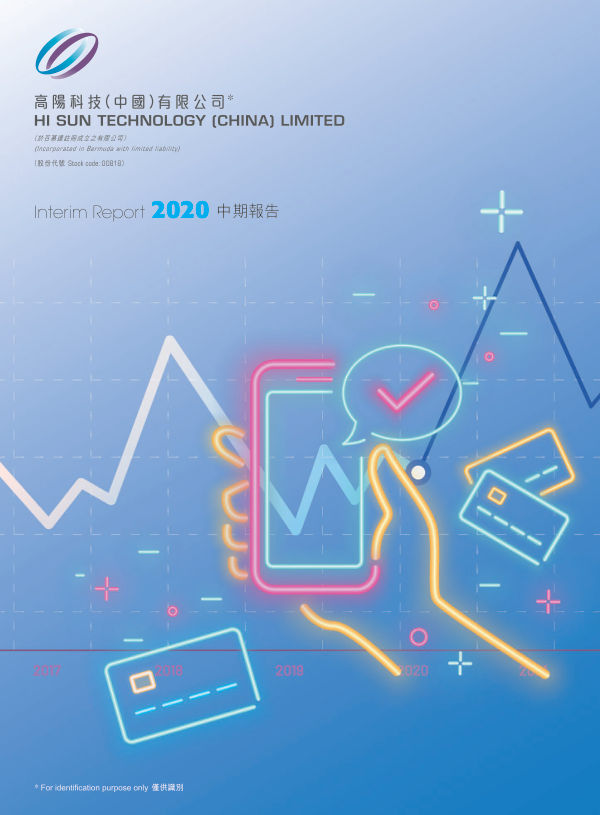 高陽科技(中國)有限公司*
HI SUN TECHNOLOGY (CHINA) LIMITED
(於百慕達註冊成立之有限公司)
(Incorporated in Bermuda with limited liability)
(股份代號 Stock code: 00818)
Interim Report 2020 中期報告
2017 2018 2019 2020
* For identification purpose only 僅供識別